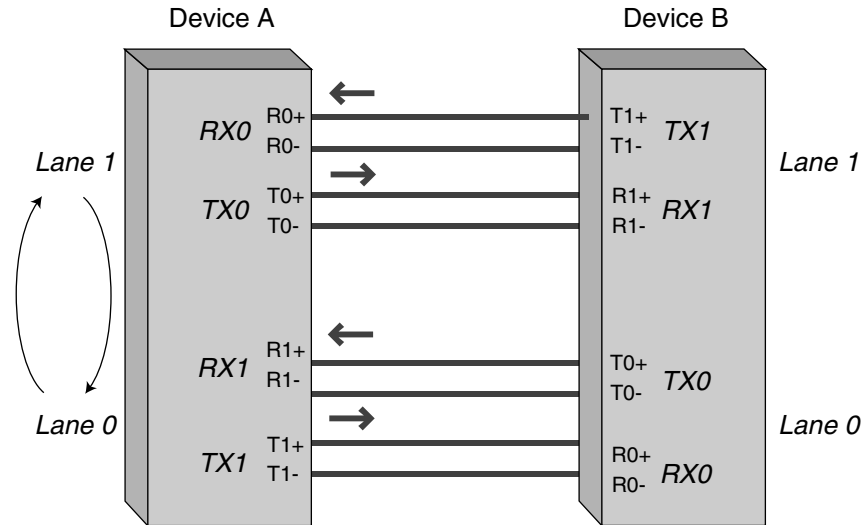 Device A
Device B
RX0
R0+
R0-
T1+
T1-
TX1
Lane 1
Lane 1
TX0
T0+
T0-
R1+
R1-
RX1
RX1
R1+
R1-
T0+
T0-
TX0
Lane 0
Lane 0
TX1
T1+
T1-
R0+
R0-
RX0